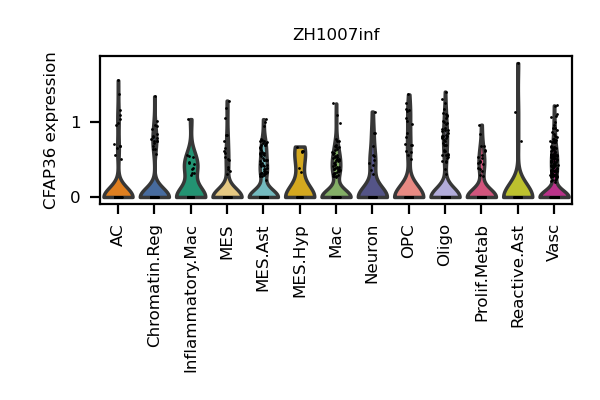 ZH1007inf
CFAP36 expression
1
0
AC
Chromatin.Reg
Inflammatory.Mac
MES
MES.Ast
MES.Hyp
Mac
Neuron
OPC
Oligo
Prolif.Metab
Reactive.Ast
Vasc